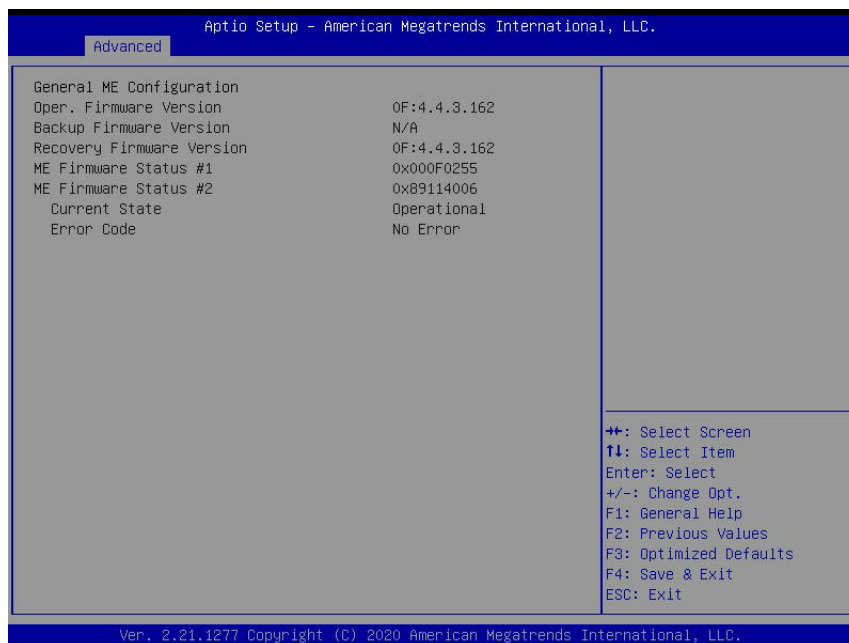 Aptio Setup – American Megatrends International, LLC.
Advanced
General ME Configuration
Oper. Firmware Version 0F:4.4.3.162
Backup Firmware Version N/A
Recovery Firmware Version 0F:4.4.3.162
ME Firmware Status #1 0x000F0255
ME Firmware Status #2 0x89114006
Current State Operational
Error Code No Error
→←: Select Screen
↑↓: Select Item
Enter: Select
+/-: Change Opt.
F1: General Help
F2: Previous Values
F3: Optimized Defaults
F4: Save & Exit
ESC: Exit
Ver. 2.21.1277 Copyright (C) 2020 American Megatrends International, LLC.